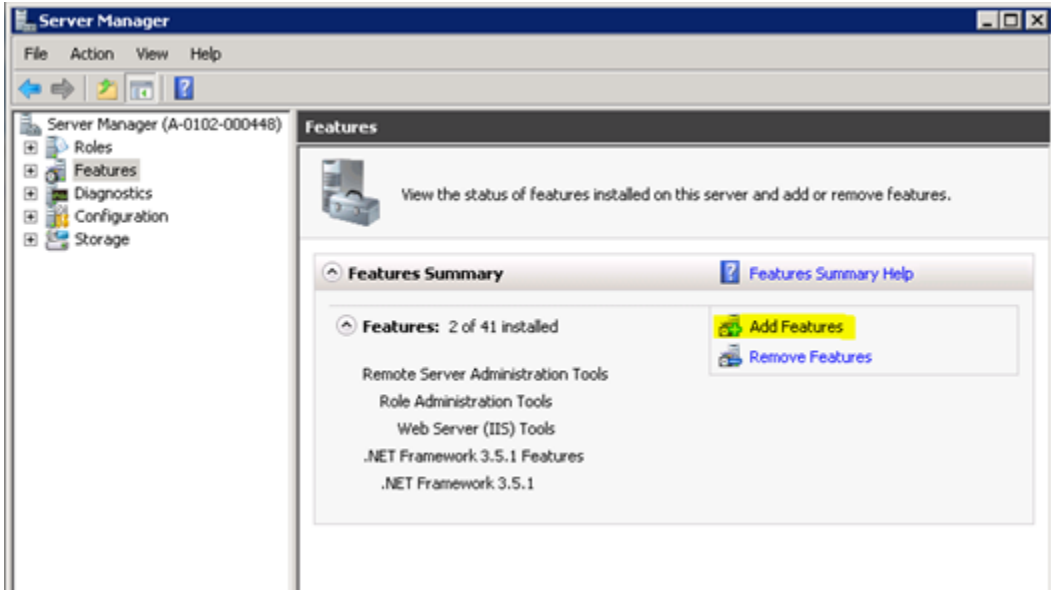 Server Manager
File Action View Help
Server Manager (A-0102-000448)
Roles
Features
Diagnostics
Configuration
Storage
Features
View the status of features installed on this server and add or remove features.
Features Summary
Features Summary Help
Features: 2 of 41 installed
Add Features
Remove Features
Remote Server Administration Tools
Role Administration Tools
Web Server (IIS) Tools
.NET Framework 3.5.1 Features
.NET Framework 3.5.1